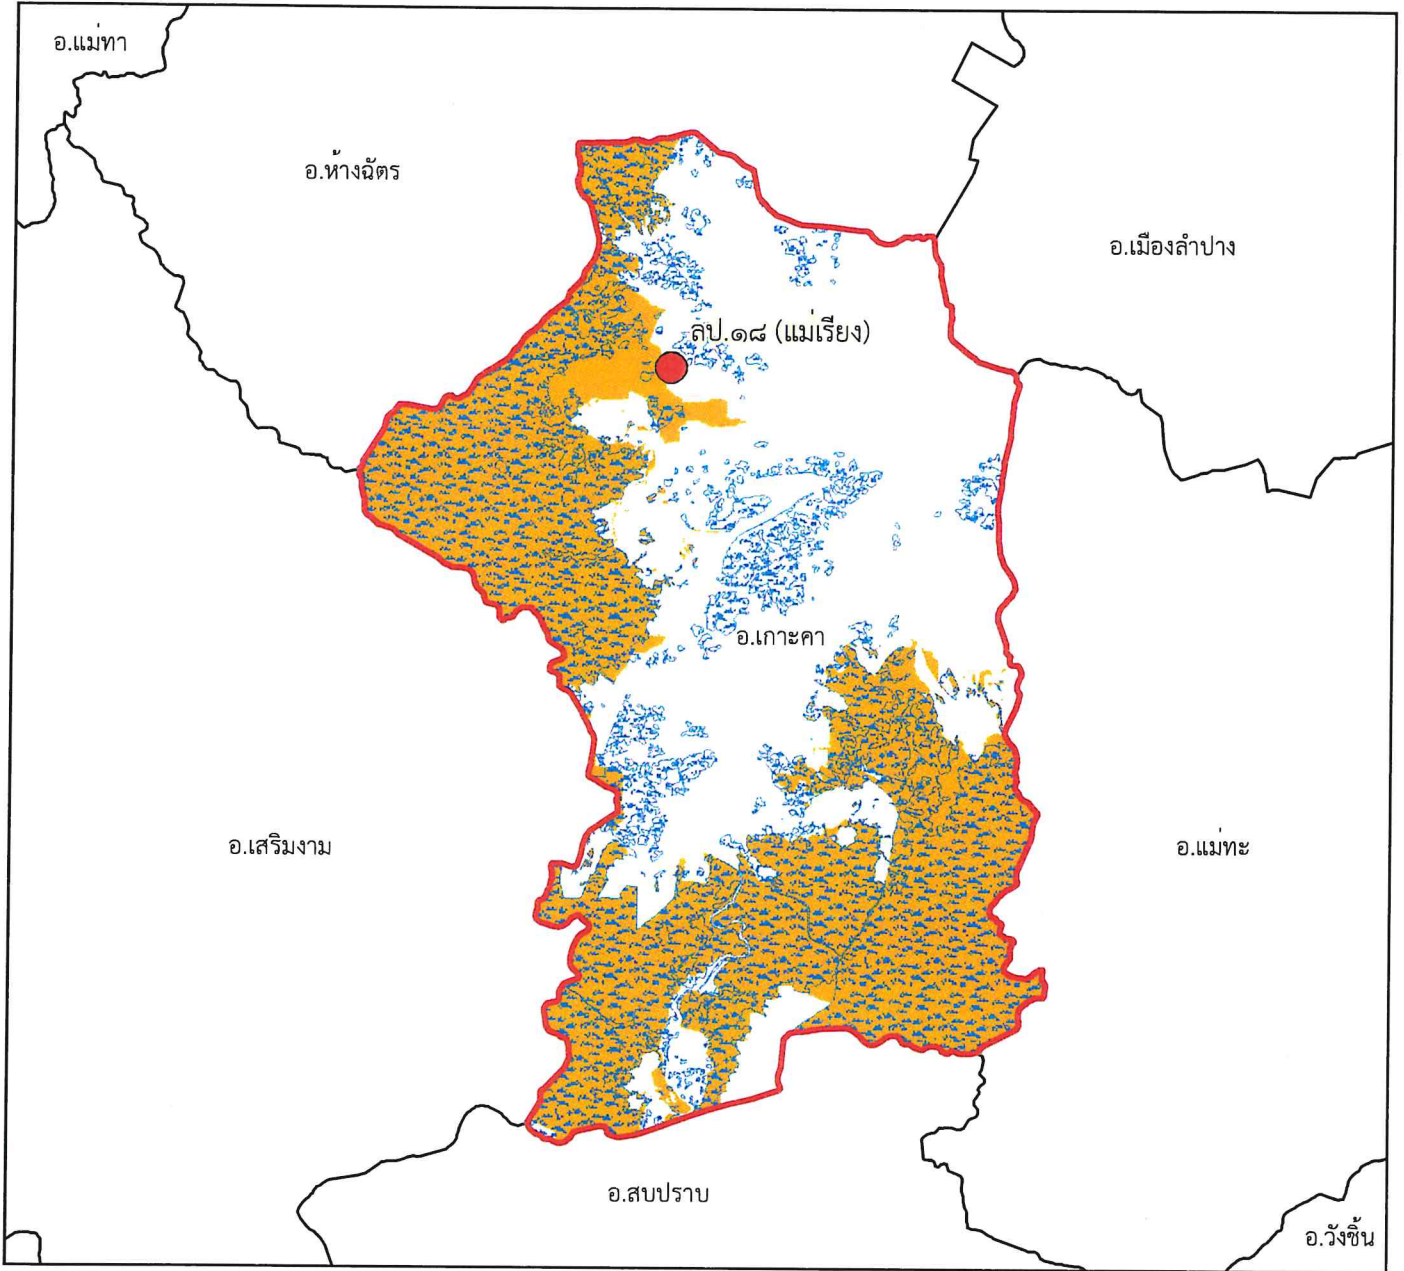 อ.แม่ทา
อ.ห้างฉัตร
อ.เมืองลำปาง
ลป.๑๘ (แม่เรียง)
อ.เกาะคา
อ.เสริมงาม
อ.แม่ทะ
อ.สบปราบ
อ.วังชิ้น